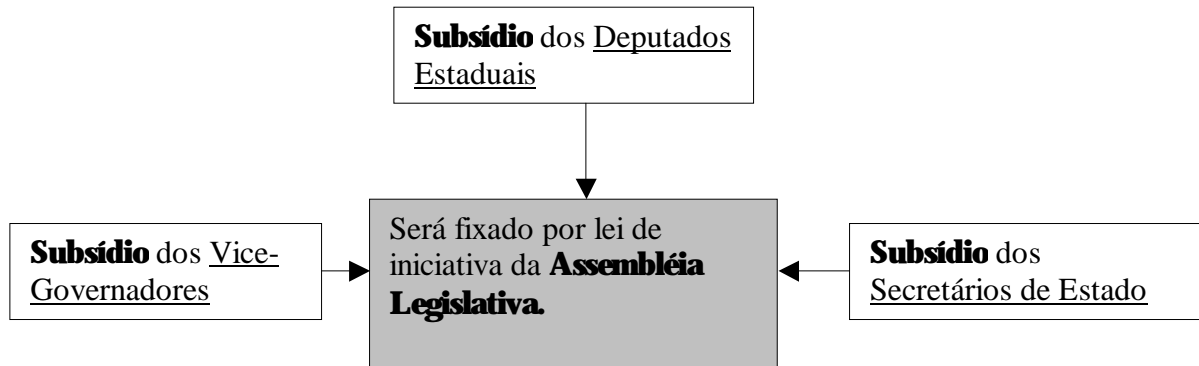 Subsídio dos Deputados
Estaduais
Será fixado por lei de
iniciativa da Assembléia
Legislativa.
Subsídio dos Vice-
Governadores
Subsídio dos
Secretários de Estado